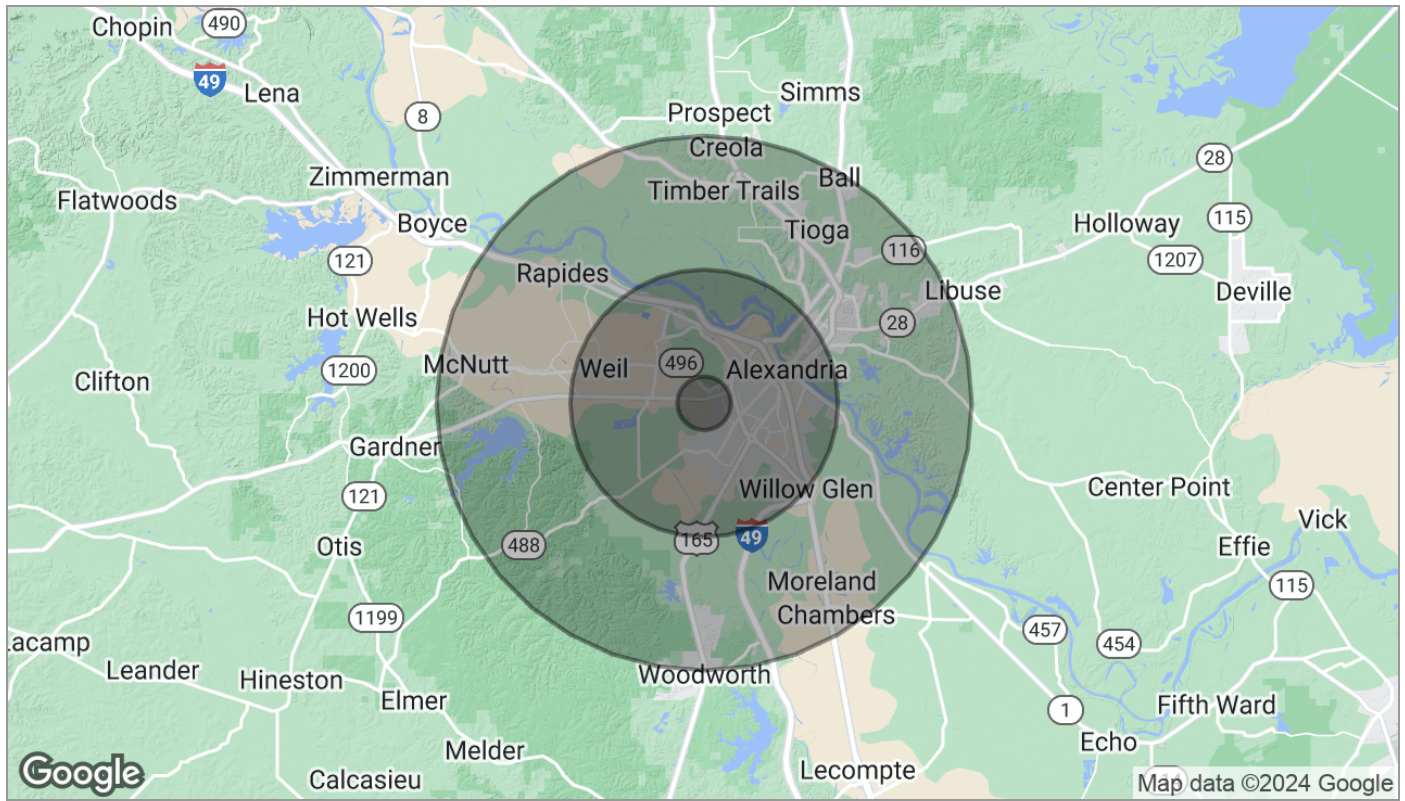 Chopin
490
49
Lena
8
Simms
Prospect
Creola
28
Zimmerman
Timber Trails
Ball
Flatwoods
Boyce
Tioga
Holloway
115
121
116
1207
Rapides
Libuse
Deville
Hot Wells
28
McNutt
Weil
496
Alexandria
1200
Clifton
Gardner
121
Willow Glen
Center Point
Vick
Otis
488
165
49
Effie
Moreland
115
1199
Chambers
457
454
acamp
Leander
Hineston
Woodworth
Elmer
1
Fifth Ward
Melder
Echo
Lecompte
Google
Calcasieu
Map data ©2024 Google